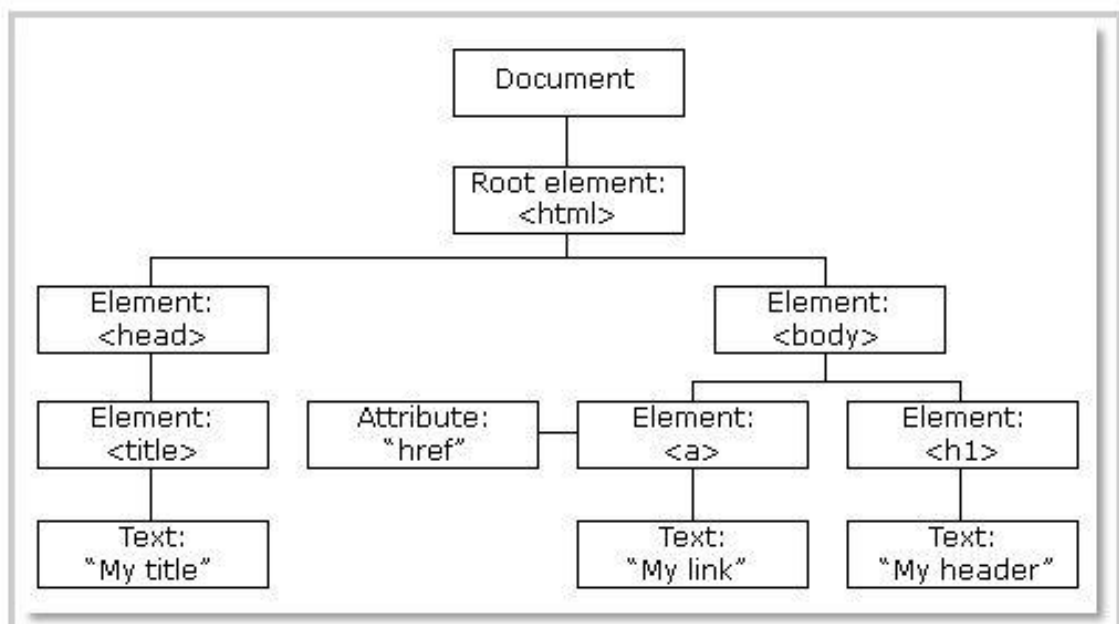 Document
Root element:
<html>
Element:
<head>
Element:
<body>
Element:
<title>
Attribute:
“href”
Element:
<a>
Element:
<h1>
Text:
“My title”
Text:
“My link”
Text:
“My header”